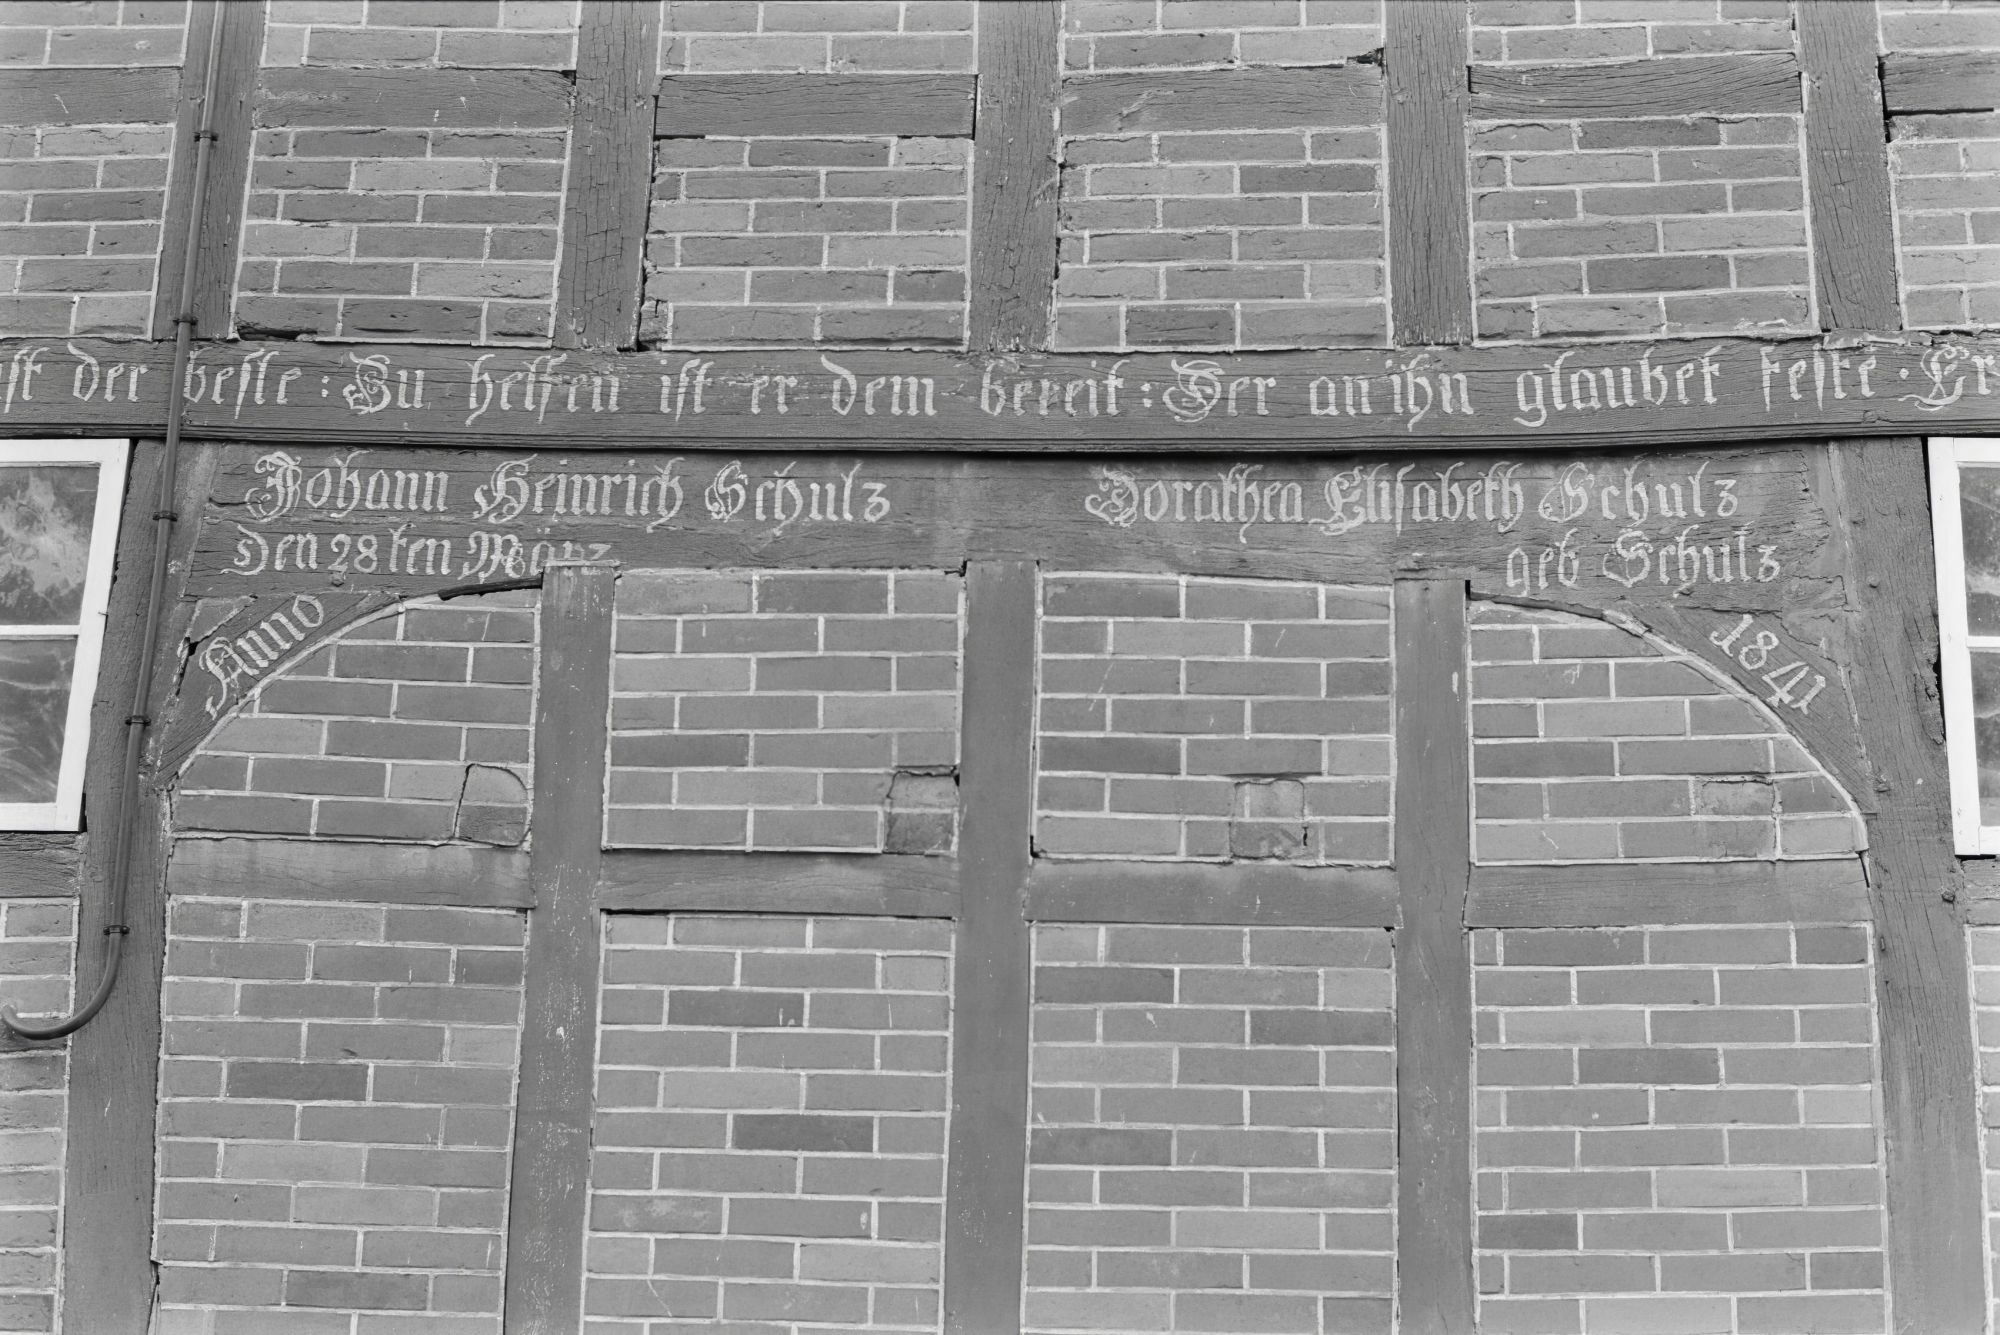 ist der beste : Zu helfen ist er dem bereit : Der an ihn glaubet feste . Er
Johann Heinrich Schulz
Den 28ten März
Dorathea Elisabeth Schulz
geb Schulz
Anno
1841